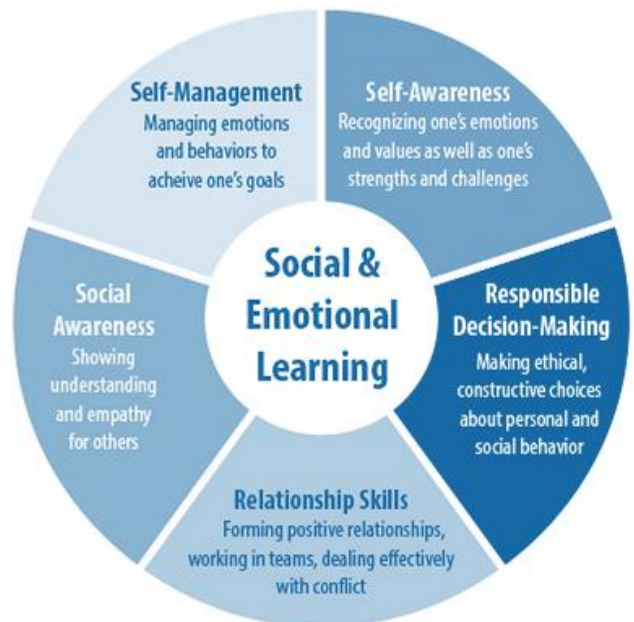 Self-Management
Managing emotions
and behaviors to
acheive one's goals
Self-Awareness
Recognizing one's emotions
and values as well as one's
strengths and challenges
Social &
Emotional
Learning
Social
Awareness
Showing
understanding
and empathy
for others
Responsible
Decision-Making
Making ethical,
constructive choices
about personal and
social behavior
Relationship Skills
Forming positive relationships,
working in teams, dealing effectively
with conflict